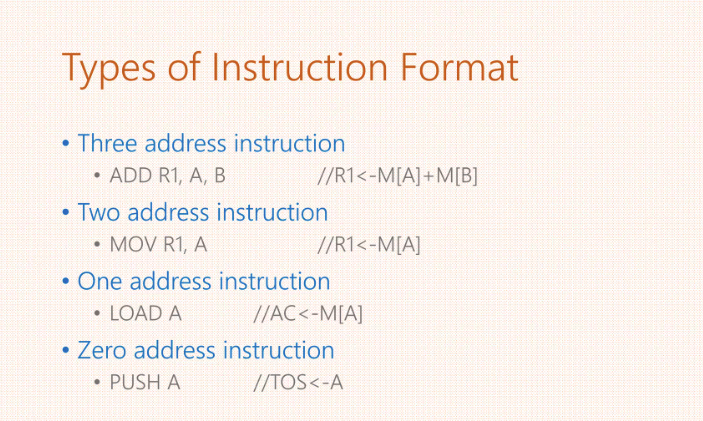 Types of Instruction Format
• Three address instruction
• ADD R1, A, B //R1<-M[A]+M[B]
• Two address instruction
• MOV R1, A //R1<-M[A]
• One address instruction
• LOAD A //AC<-M[A]
• Zero address instruction
• PUSH A //TOS<-A